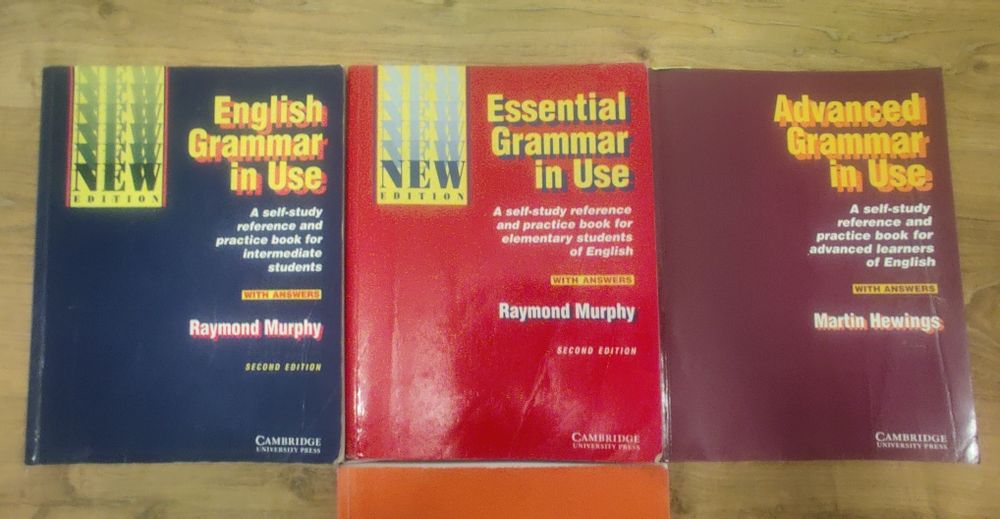 NEW
EDITION
English
Grammar
in Use
A self-study
reference and
practice book for
intermediate
students
WITH ANSWERS
Raymond Murphy
SECOND EDITION
CAMBRIDGE
UNIVERSITY PRESS
NEW
EDITION
Essential
Grammar
in Use
A self-study reference
and practice book for
elementary students
of English
WITH ANSWERS
Raymond Murphy
SECOND EDITION
CAMBRIDGE
UNIVERSITY PRESS
Advanced
Grammar
in Use
A self-study
reference and
practice book for
advanced learners
of English
WITH ANSWERS
Martin Hewings
CAMBRIDGE
UNIVERSITY PRESS